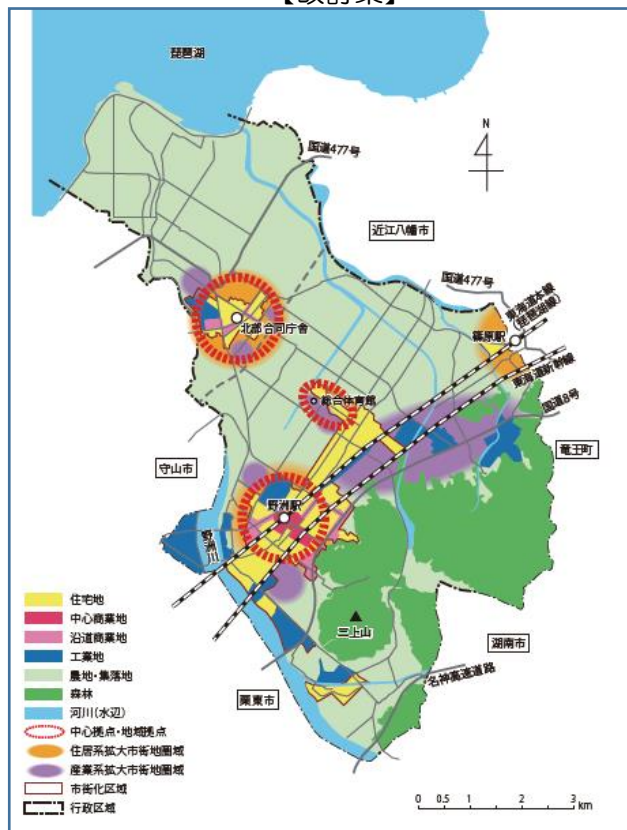 【改訂案】
琵琶湖
N
国道477号
近江八幡市
国道477号
東海道本線
(琵琶湖線)
篠原駅
北部合同庁舎
東海道新幹線
総合体育館
国道8号
竜王町
守山市
野洲駅
野洲川
三上山
湖南市
名神高速道路
栗東市
住宅地
中心商業地
沿道商業地
工業地
農地・集落地
森林
河川(水辺)
中心拠点・地域拠点
住居系拡大市街地圏域
産業系拡大市街地圏域
市街化区域
行政区域
0 0.5 1 2 3
km